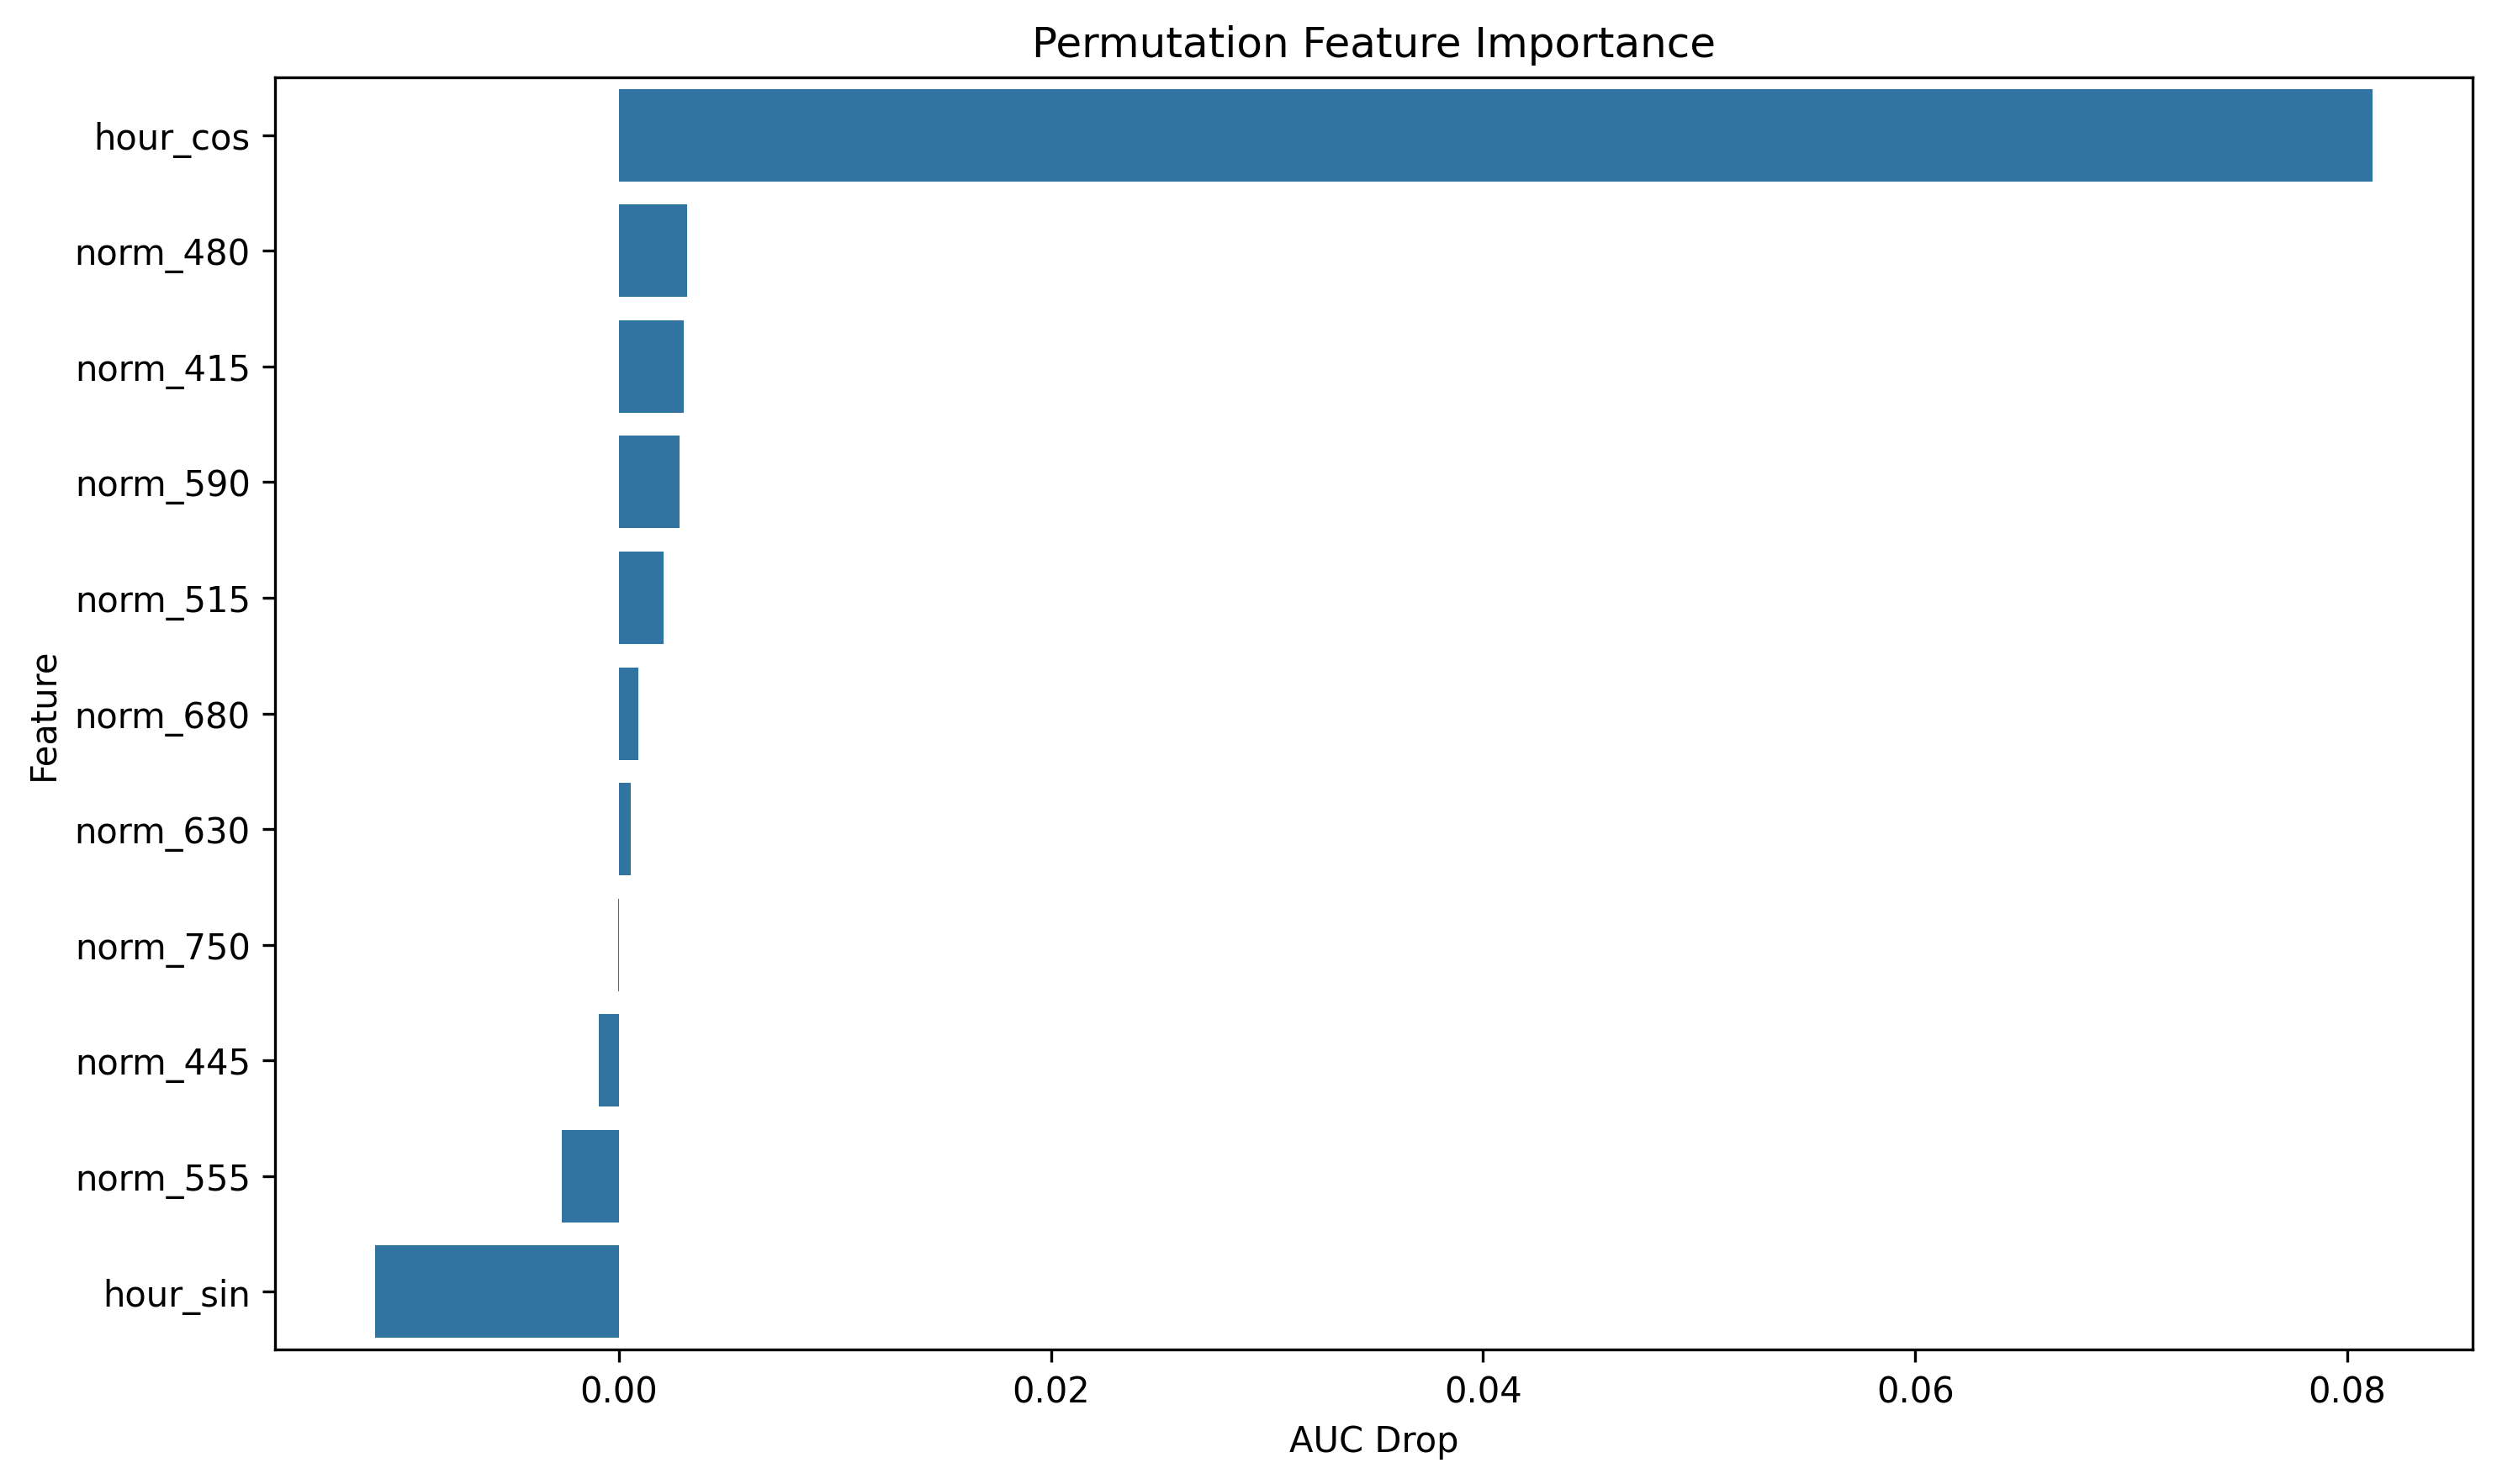 Permutation Feature Importance
hour_cos
norm_480
norm_415
norm_590
norm_515
norm_680
norm_630
norm_750
norm_445
norm_555
hour_sin
Feature
0.00 0.02 0.04 0.06 0.08
AUC Drop